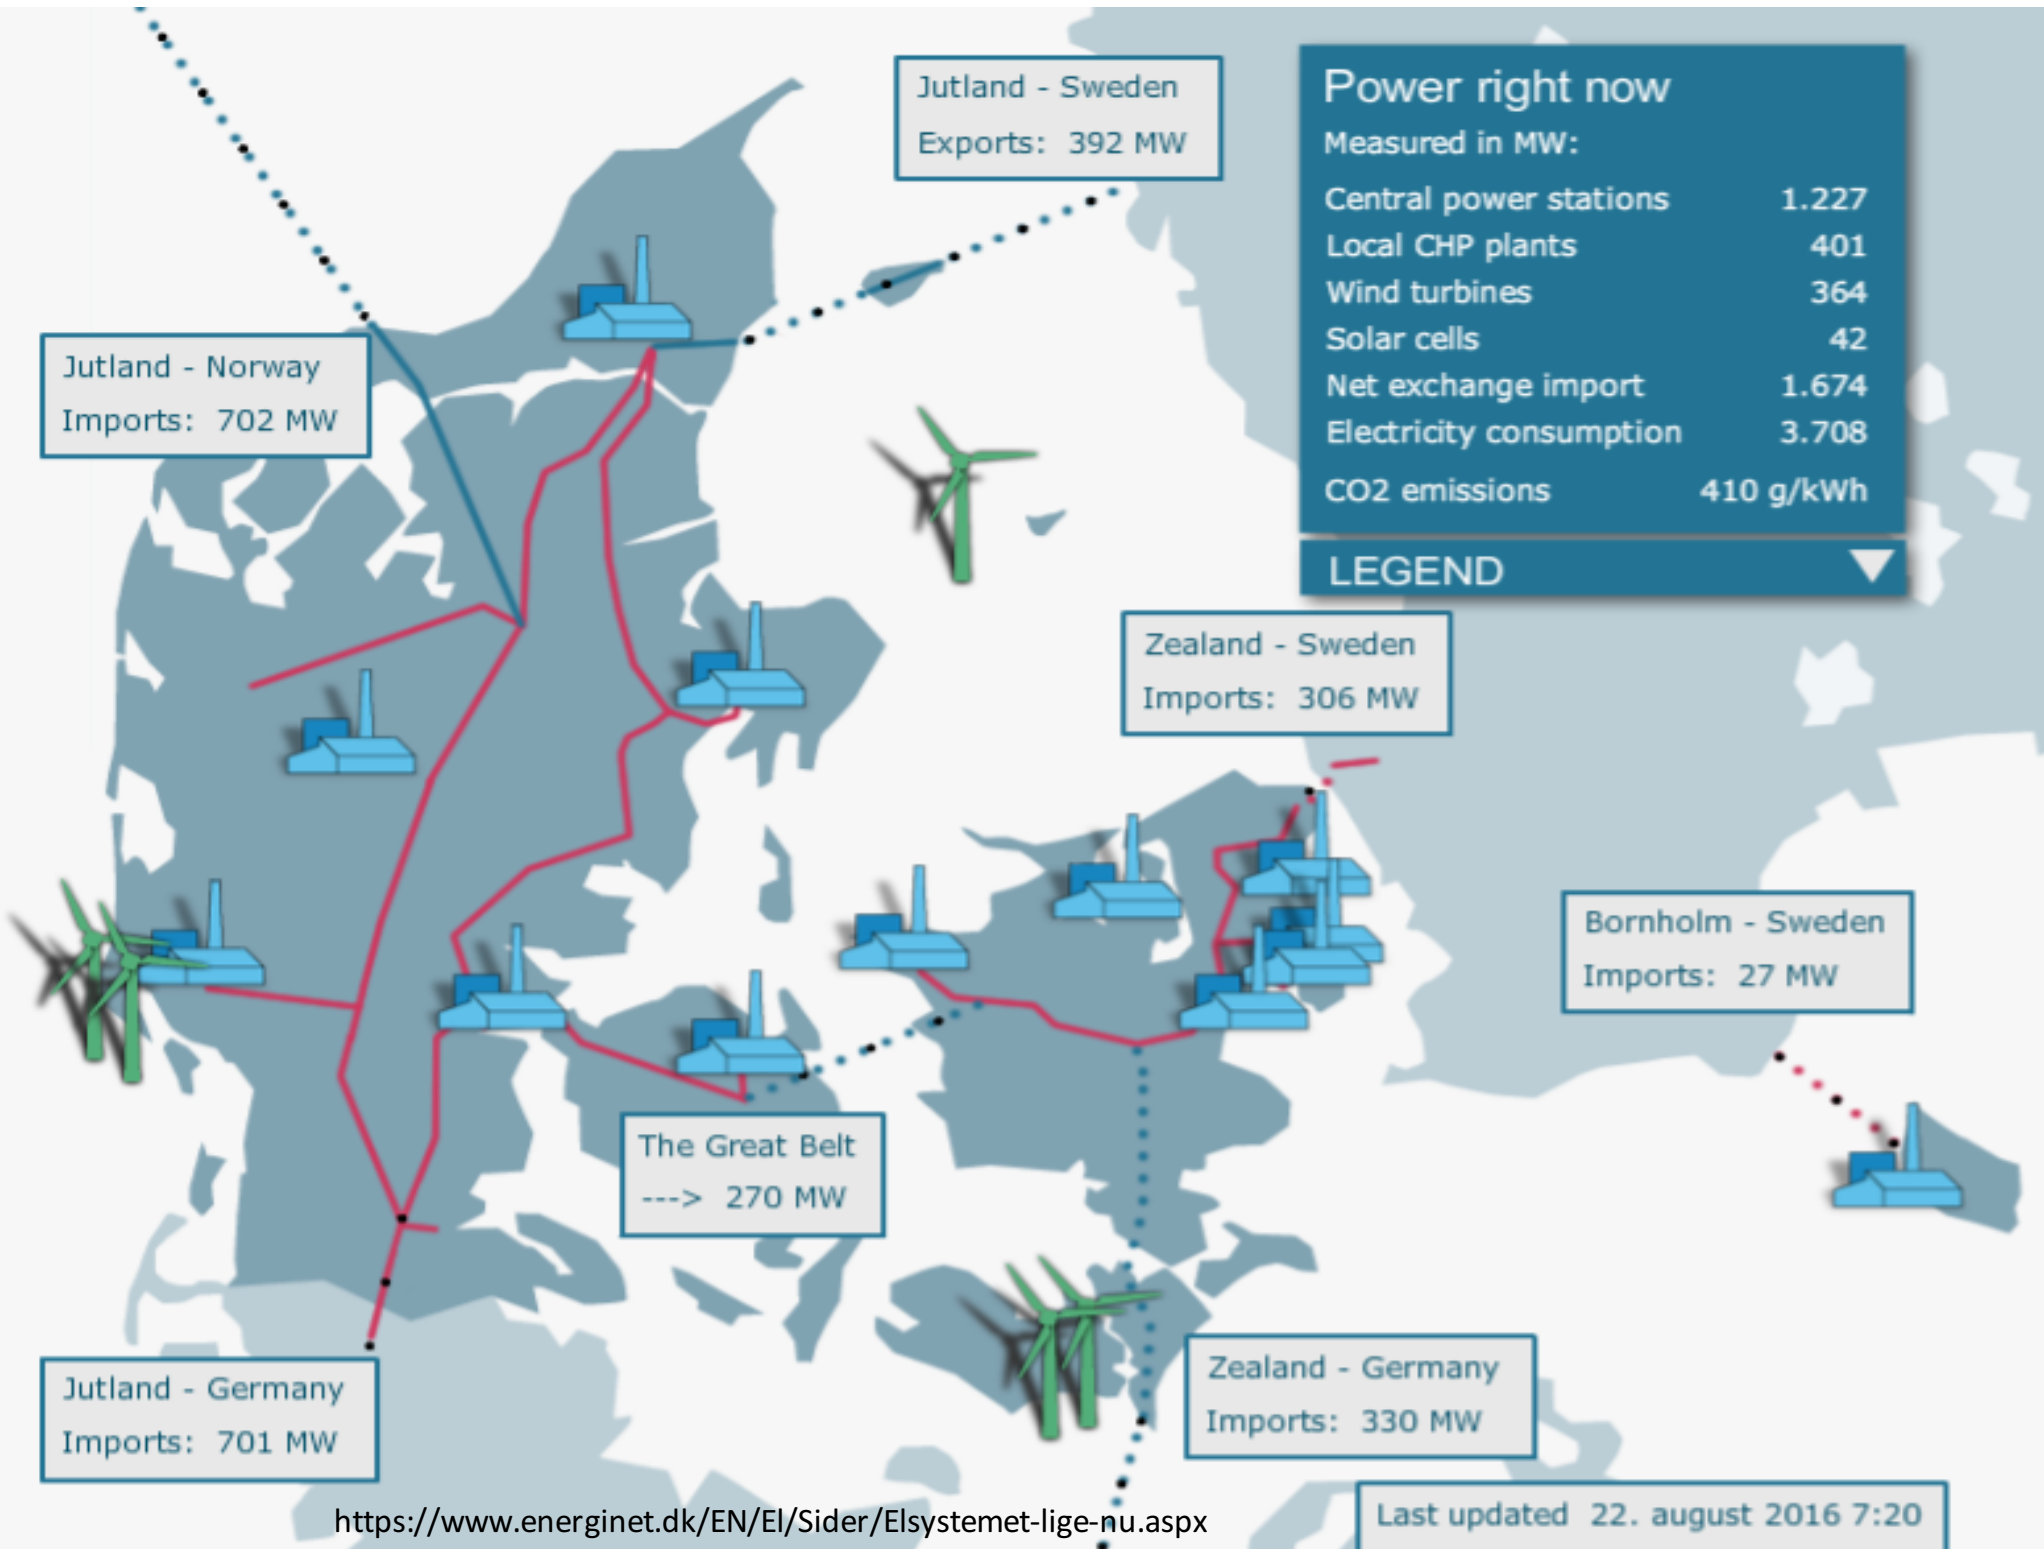 Jutland - Sweden
Exports: 392 MW
Power right now
Measured in MW:
Central power stations 1.227
Local CHP plants 401
Wind turbines 364
Solar cells 42
Net exchange import 1.674
Electricity consumption 3.708
CO2 emissions 410 g/kWh
LEGEND
Jutland - Norway
Imports: 702 MW
Zealand - Sweden
Imports: 306 MW
Bornholm - Sweden
Imports: 27 MW
The Great Belt
---> 270 MW
Jutland - Germany
Imports: 701 MW
Zealand - Germany
Imports: 330 MW
https://www.energinet.dk/EN/El/Sider/Elsystemet-lige-nu.aspx
Last updated 22. august 2016 7:20